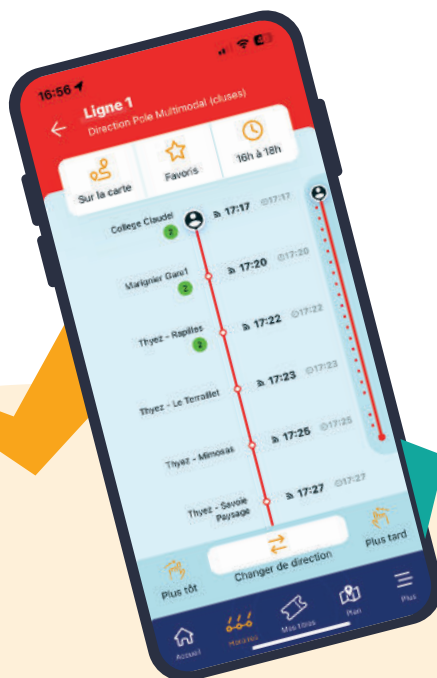 16:56
Ligne 1
Direction Pole Multimodal (cluses)
Sur la carte
Favoris
16h à 18h
College Claudel
2
17:17
17:17
Marignier Gare1
2
17:20
17:20
Thyez - Rapilles
2
17:22
17:22
Thyez - Le Terraillet
17:23
17:23
Thyez - Mimosas
17:25
17:25
Thyez - Savoie
Paysage
17:27
17:27
Plus tôt
Changer de direction
Plus tard
Accueil
Horaires
Mes titres
Plan
Plus